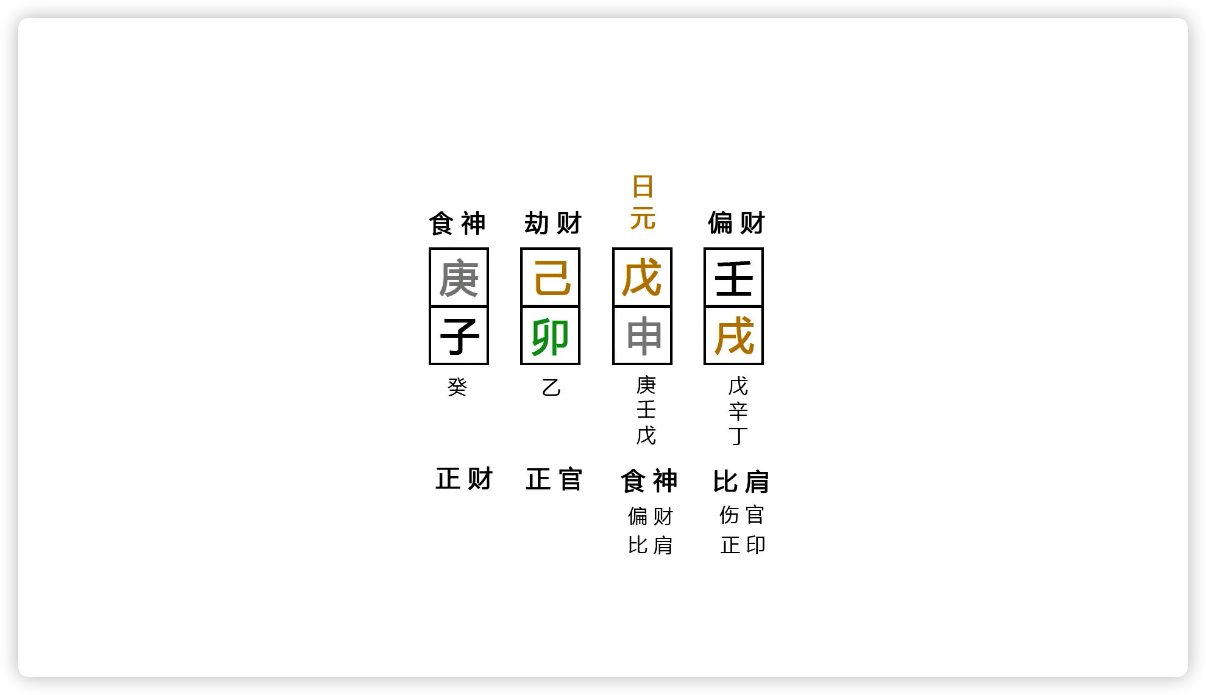 日
元
食神 劫财 偏财
庚 己 戊 壬
子 卯 申 戌
癸 乙 庚 戊
壬 辛
戊 丁
正财 正官 食神 比肩
偏财 伤官
比肩 正印